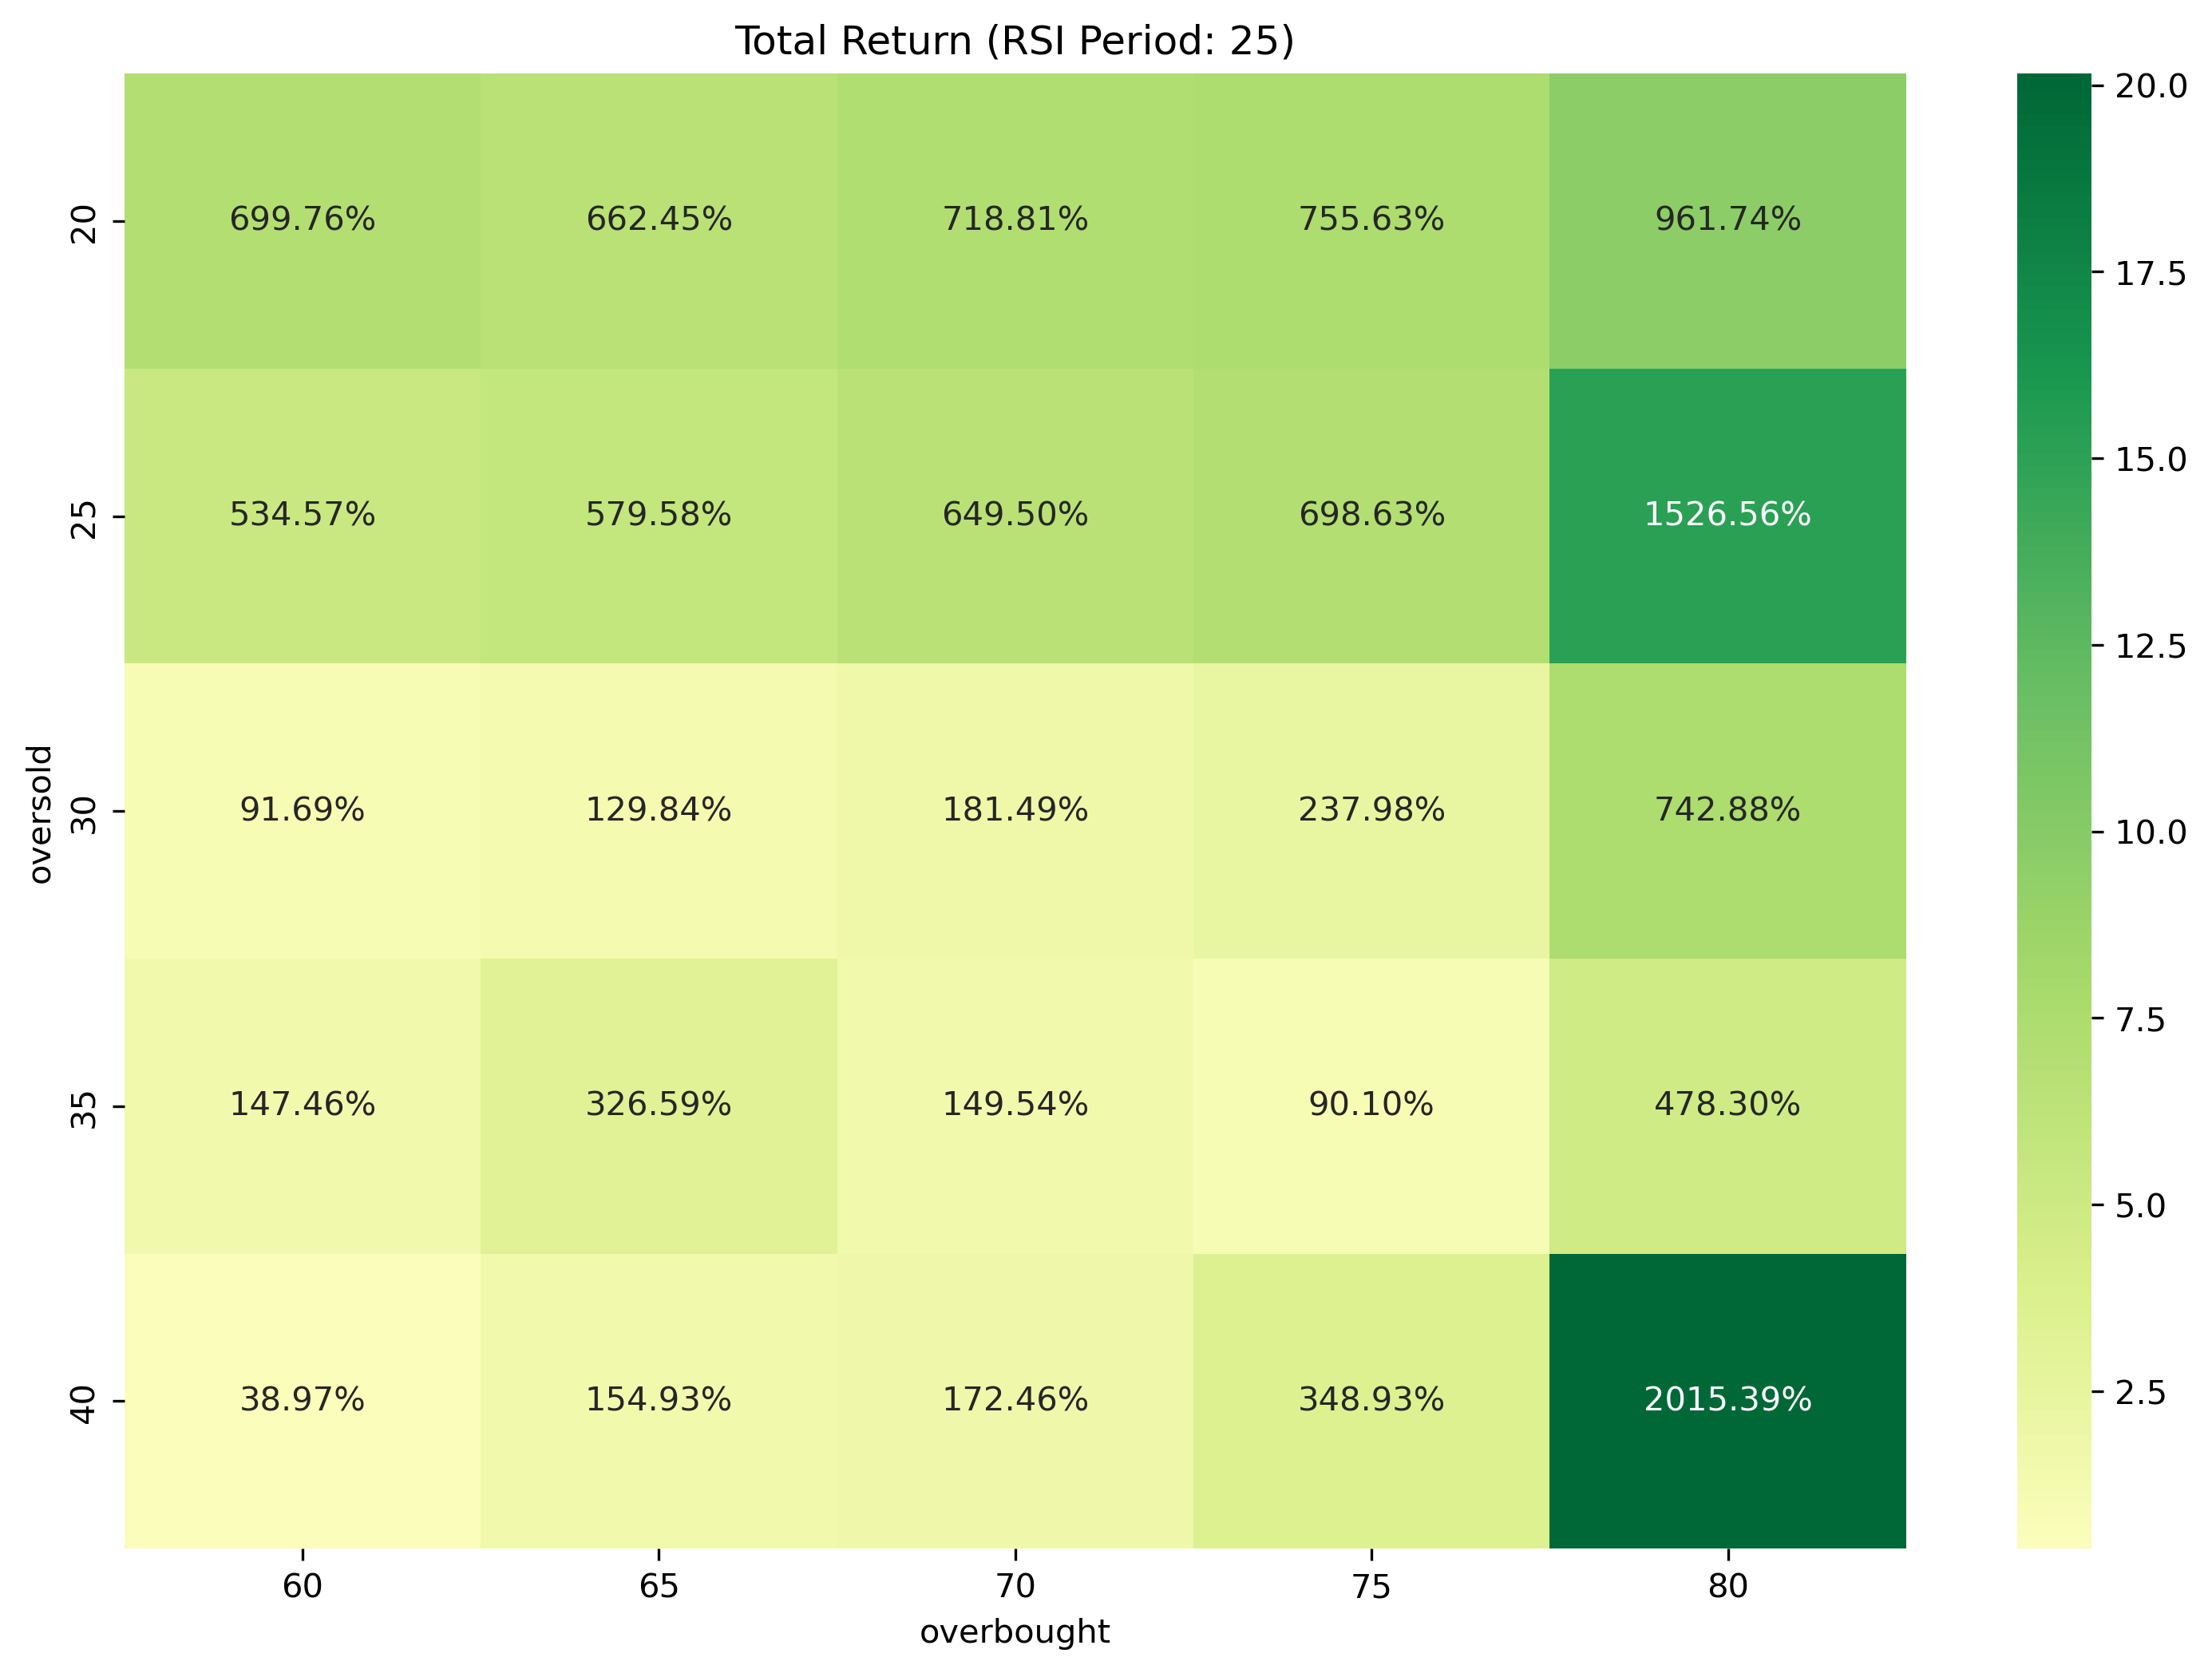 Total Return (RSI Period: 25)
20 699.76% 662.45% 718.81% 755.63% 961.74%
25 534.57% 579.58% 649.50% 698.63% 1526.56%
30 91.69% 129.84% 181.49% 237.98% 742.88%
35 147.46% 326.59% 149.54% 90.10% 478.30%
40 38.97% 154.93% 172.46% 348.93% 2015.39%
oversold
60 65 70 75 80
overbought
20.0
17.5
15.0
12.5
10.0
7.5
5.0
2.5